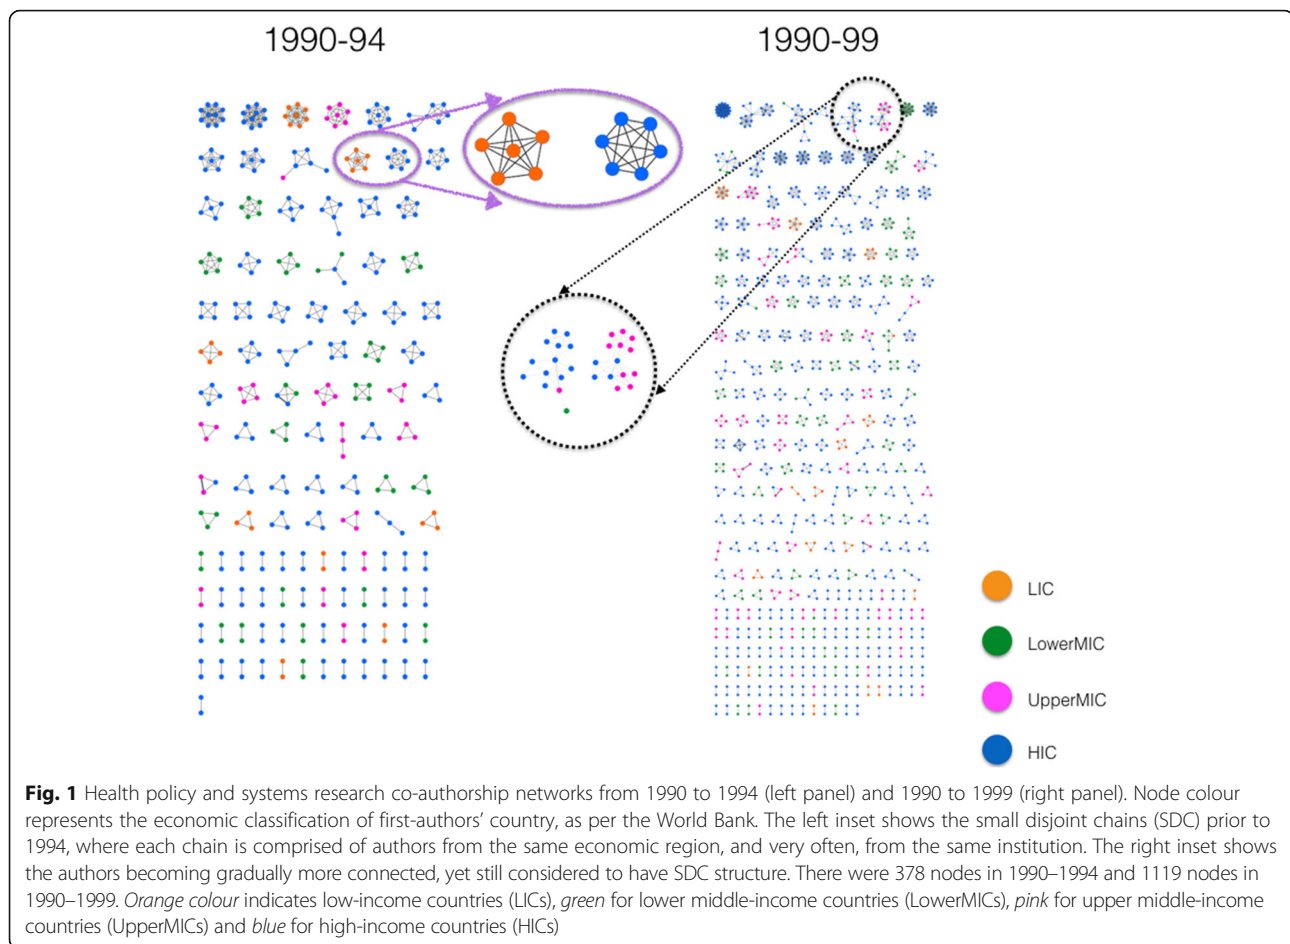 1990-94
1990-99
LIC
LowerMIC
UpperMIC
HIC
Fig. 1 Health policy and systems research co-authorship networks from 1990 to 1994 (left panel) and 1990 to 1999 (right panel). Node colour
represents the economic classification of first-authors' country, as per the World Bank. The left inset shows the small disjoint chains (SDC) prior to
1994, where each chain is comprised of authors from the same economic region, and very often, from the same institution. The right inset shows
the authors becoming gradually more connected, yet still considered to have SDC structure. There were 378 nodes in 1990–1994 and 1119 nodes in
1990–1999. Orange colour indicates low-income countries (LICs), green for lower middle-income countries (LowerMICs), pink for upper middle-income
countries (UpperMICs) and blue for high-income countries (HICs)